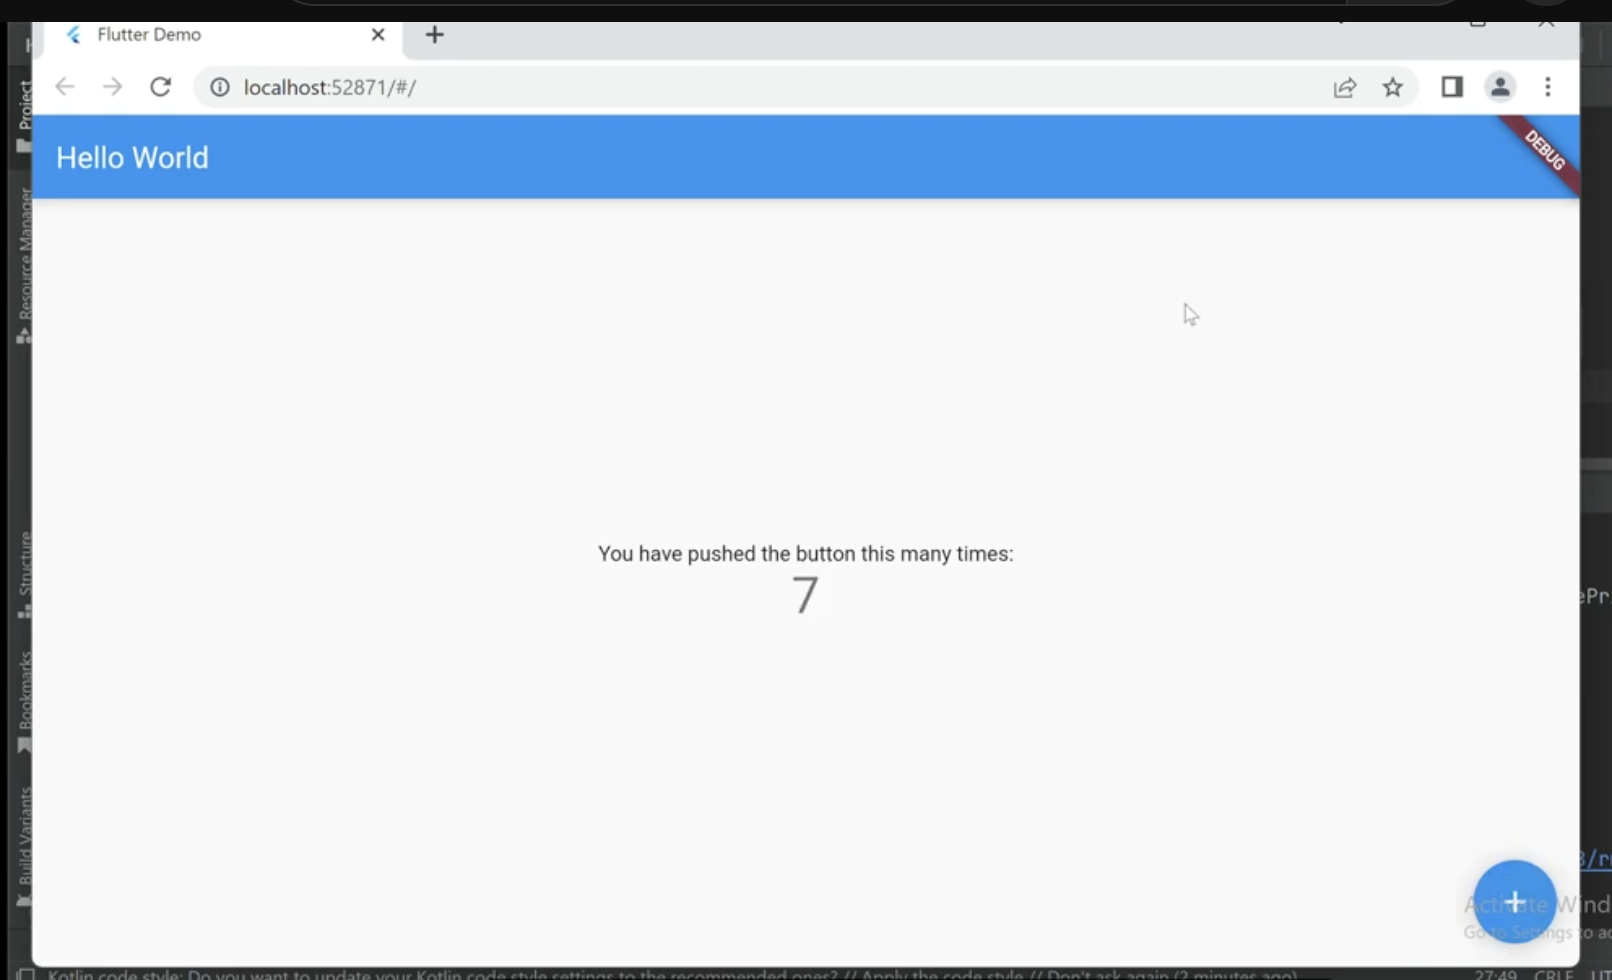 Flutter Demo
localhost:52871/#/
Hello World
DEBUG
Project
Resource Manager
Structure
Bookmarks
Build Variants
You have pushed the button this many times:
7
ePr
3/r
+
Activate Wind
Go to Settings to ac
Kotlin code style: Do you want to update your Kotlin code style settings to the recommended ones? // Apply the code style // Don't ask again (2 minutes ago)
27:49 CRLF UT